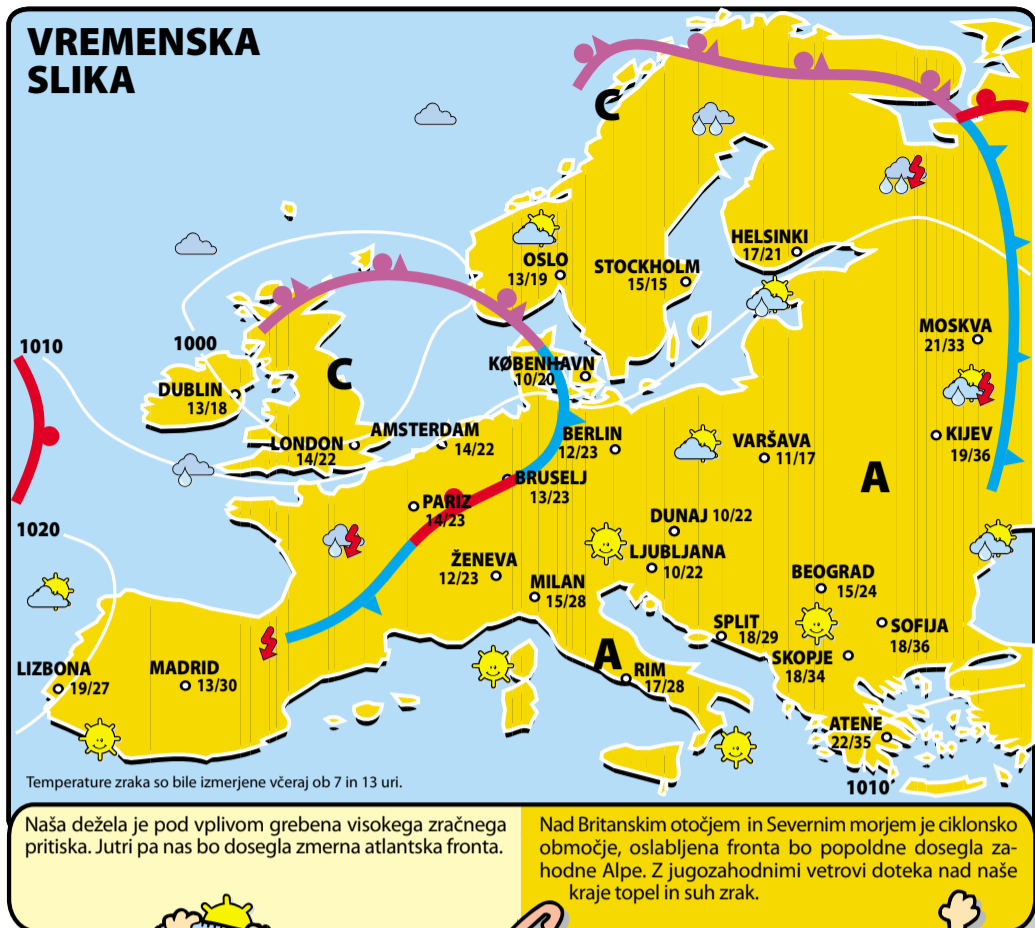 VREMENSKA
SLIKA
C
HELSINKI
17/21
OSLO
13/19
STOCKHOLM
15/15
MOSKVA
21/33
1010
1000
KØBENHAVN
10/20
C
DUBLIN
13/18
AMSTERDAM
14/22
LONDON
14/22
BERLIN
12/23
VARŠAVA
11/17
KIJEV
19/36
A
BRUSELJ
13/23
PARIZ
14/23
1020
DUNAJ 10/22
LJUBLJANA
10/22
ŽENEVA
12/23
MILAN
15/28
BEOGRAD
15/24
SPLIT
18/29
SOFIJA
18/36
SKOPJE
18/34
A
RIM
17/28
LIZBONA
19/27
MADRID
13/30
ATENE
22/35
1010
Temperature zraka so bile izmerjene včeraj ob 7 in 13 uri.
Naša dežela je pod vplivom grebena visokega zračnega
pritiska. Jutri pa nas bo dosegla zmerna atlantska fronta.
Nad Britanskim otočjem in Severnim morjem je ciklonsko
območje, oslabljena fronta bo popoldne dosegla za-
hodne Alpe. Z jugozahodnimi vetrovi doteka nad naše
kraje topel in suh zrak.